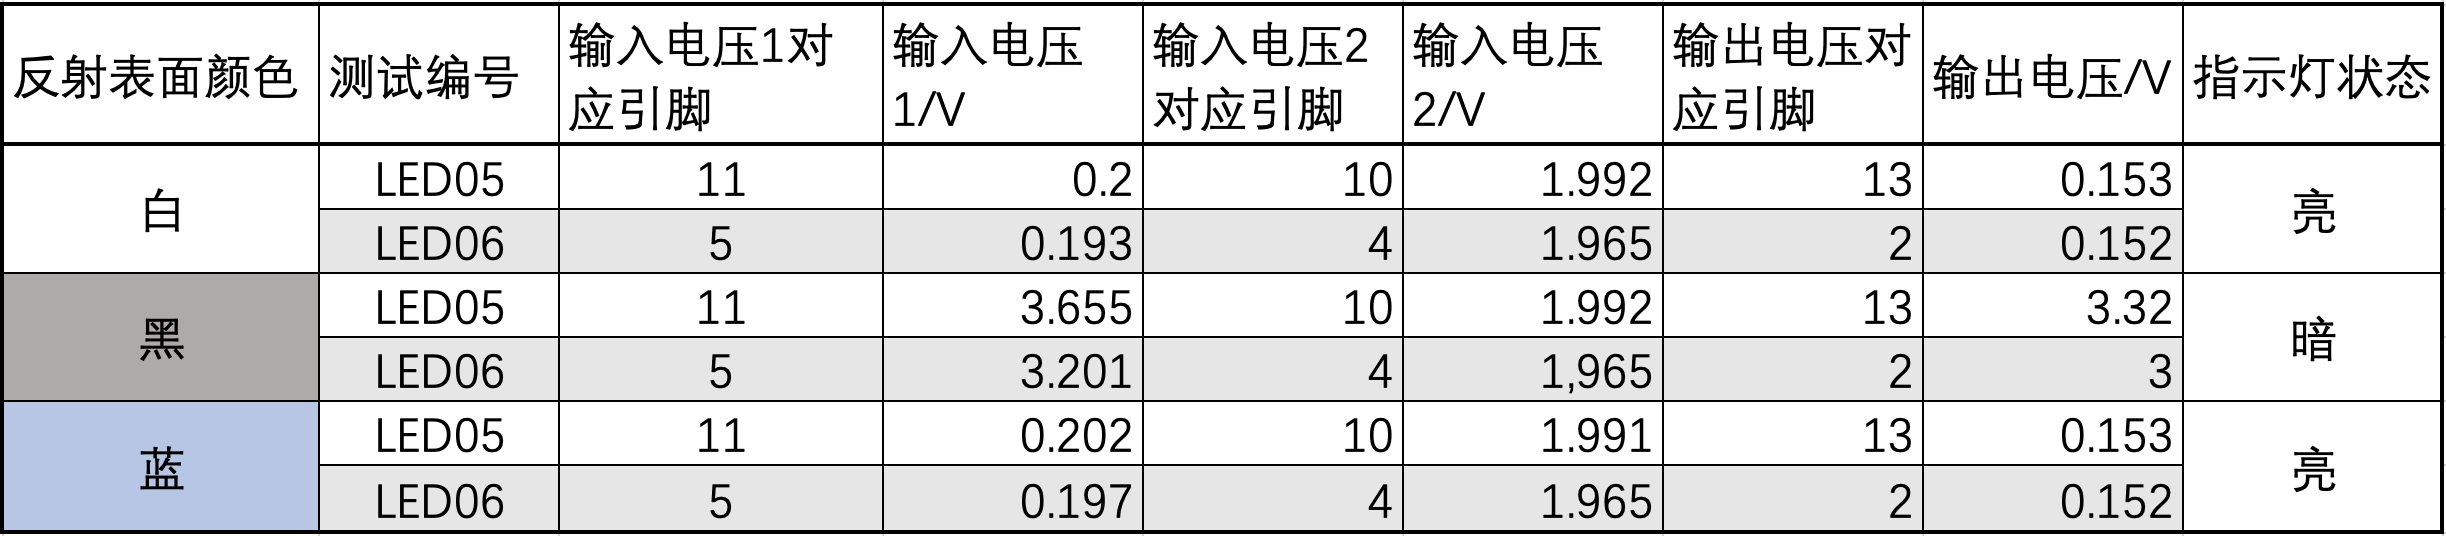 反射表面颜色 测试编号 输入电压1对应引脚 输入电压1/V 输入电压2对应引脚 输入电压2/V 输出电压对应引脚 输出电压/V 指示灯状态
白 LED05 11 0.2 10 1.992 13 0.153 亮
LED06 5 0.193 4 1.965 2 0.152
黑 LED05 11 3.655 10 1.992 13 3.32 暗
LED06 5 3.201 4 1,965 2 3
蓝 LED05 11 0.202 10 1.991 13 0.153 亮
LED06 5 0.197 4 1.965 2 0.152